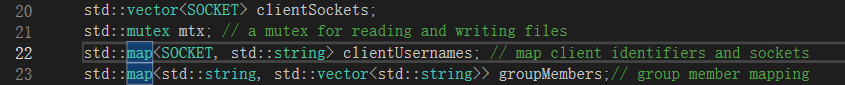 20 std::vector<SOCKET> clientSockets;
21 std::mutex mtx; // a mutex for reading and writing files
22 std::map<SOCKET, std::string> clientUsernames; // map client identifiers and sockets
23 std::map<std::string, std::vector<std::string>> groupMembers;// group member mapping